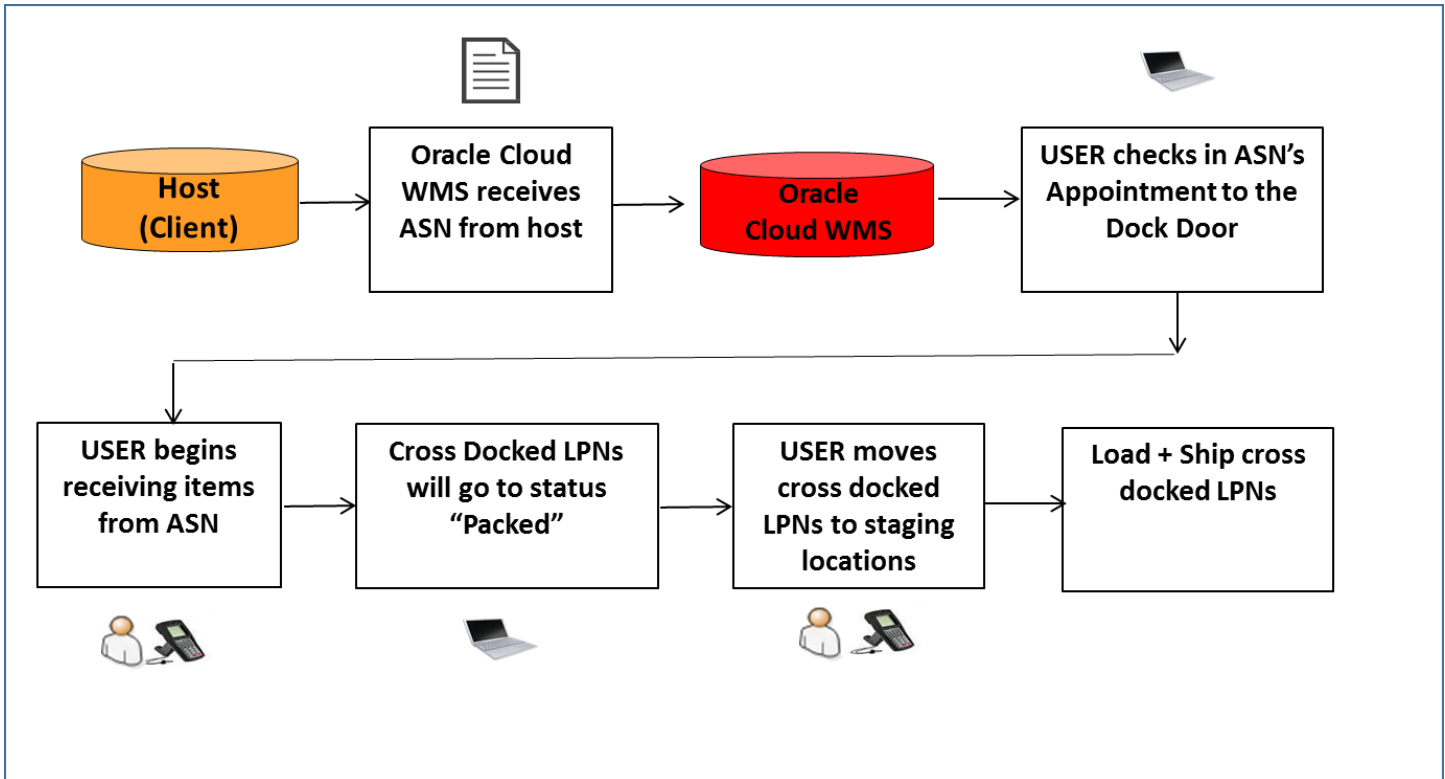 Host
(Client)
Oracle Cloud
WMS receives
ASN from host
Oracle
Cloud WMS
USER checks in ASN’s
Appointment to the
Dock Door
USER begins
receiving items
from ASN
Cross Docked LPNs
will go to status
“Packed”
USER moves
cross docked
LPNs to staging
locations
Load + Ship cross
docked LPNs